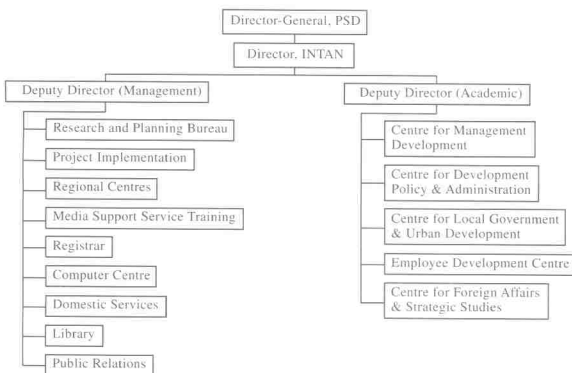 Director-General, PSD
Director, INTAN
Deputy Director (Management)
Research and Planning Bureau
Project Implementation
Regional Centres
Media Support Service Training
Registrar
Computer Centre
Domestic Services
Library
Public Relations
Deputy Director (Academic)
Centre for Management
Development
Centre for Development
Policy & Administration
Centre for Local Government
& Urban Development
Employee Development Centre
Centre for Foreign Affairs
& Strategic Studies